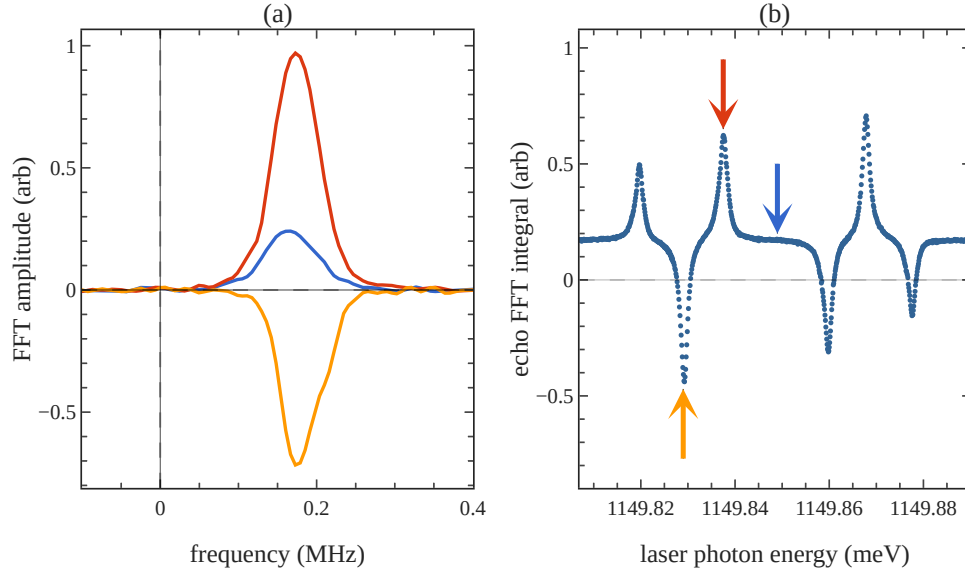 (a)
(b)
FFT amplitude (arb)
1
0.5
0
−0.5
0
0.2
0.4
frequency (MHz)
echo FFT integral (arb)
1
0.5
0
−0.5
1149.82
1149.84
1149.86
1149.88
laser photon energy (meV)